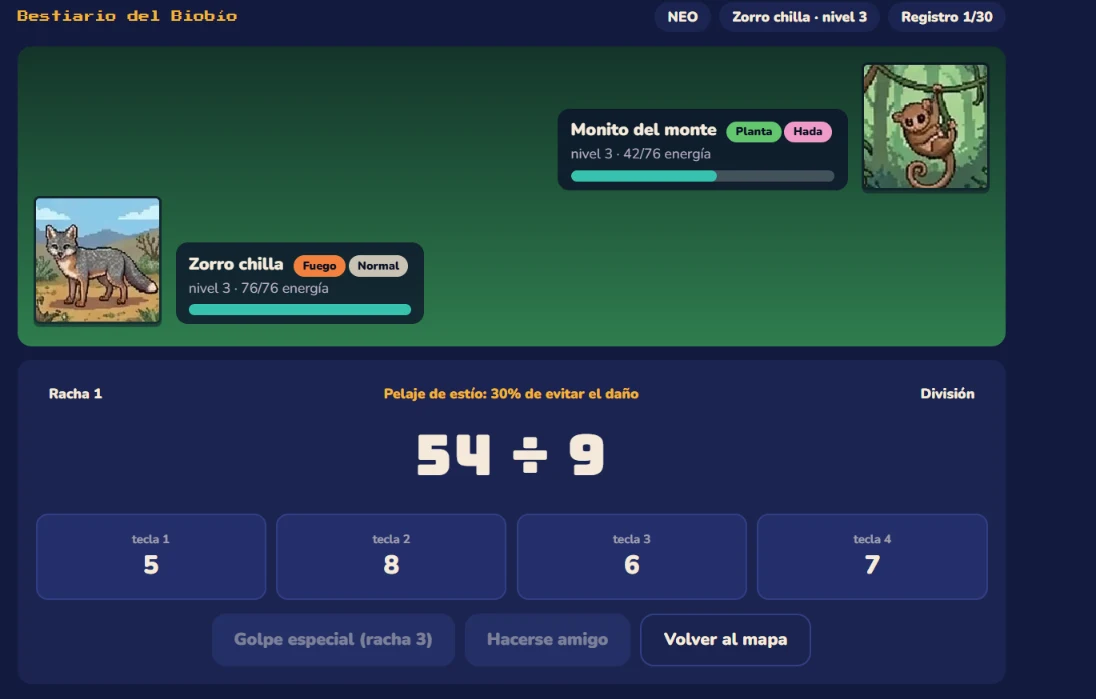 Bestiario del Biobío
NEO
Zorro chilla · nivel 3
Registro 1/30
Monito del monte Planta Hada
nivel 3 · 42/76 energía
Zorro chilla Fuego Normal
nivel 3 · 76/76 energía
Racha 1
Pelaje de estío: 30% de evitar el daño
División
54 ÷ 9
tecla 1
5
tecla 2
8
tecla 3
6
tecla 4
7
Golpe especial (racha 3)
Hacerse amigo
Volver al mapa